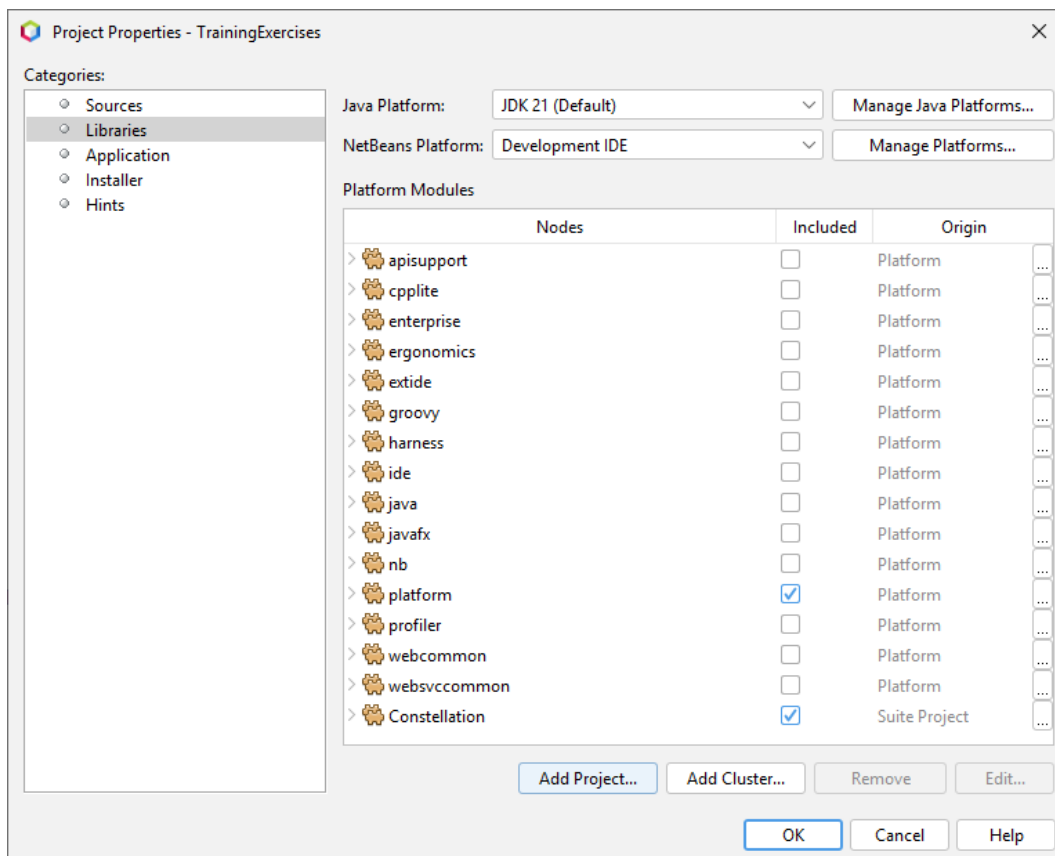 Project Properties - TrainingExercises
Categories:
Sources
Libraries
Application
Installer
Hints
Java Platform: JDK 21 (Default) Manage Java Platforms...
NetBeans Platform: Development IDE Manage Platforms...
Platform Modules
Nodes Included Origin
apisupport Platform ...
cpplite Platform ...
enterprise Platform ...
ergonomics Platform ...
extide Platform ...
groovy Platform ...
harness Platform ...
ide Platform ...
java Platform ...
javafx Platform ...
nb Platform ...
platform Platform ...
profiler Platform ...
webcommon Platform ...
websvccommon Platform ...
Constellation Suite Project ...
Add Project... Add Cluster... Remove Edit...
OK Cancel Help